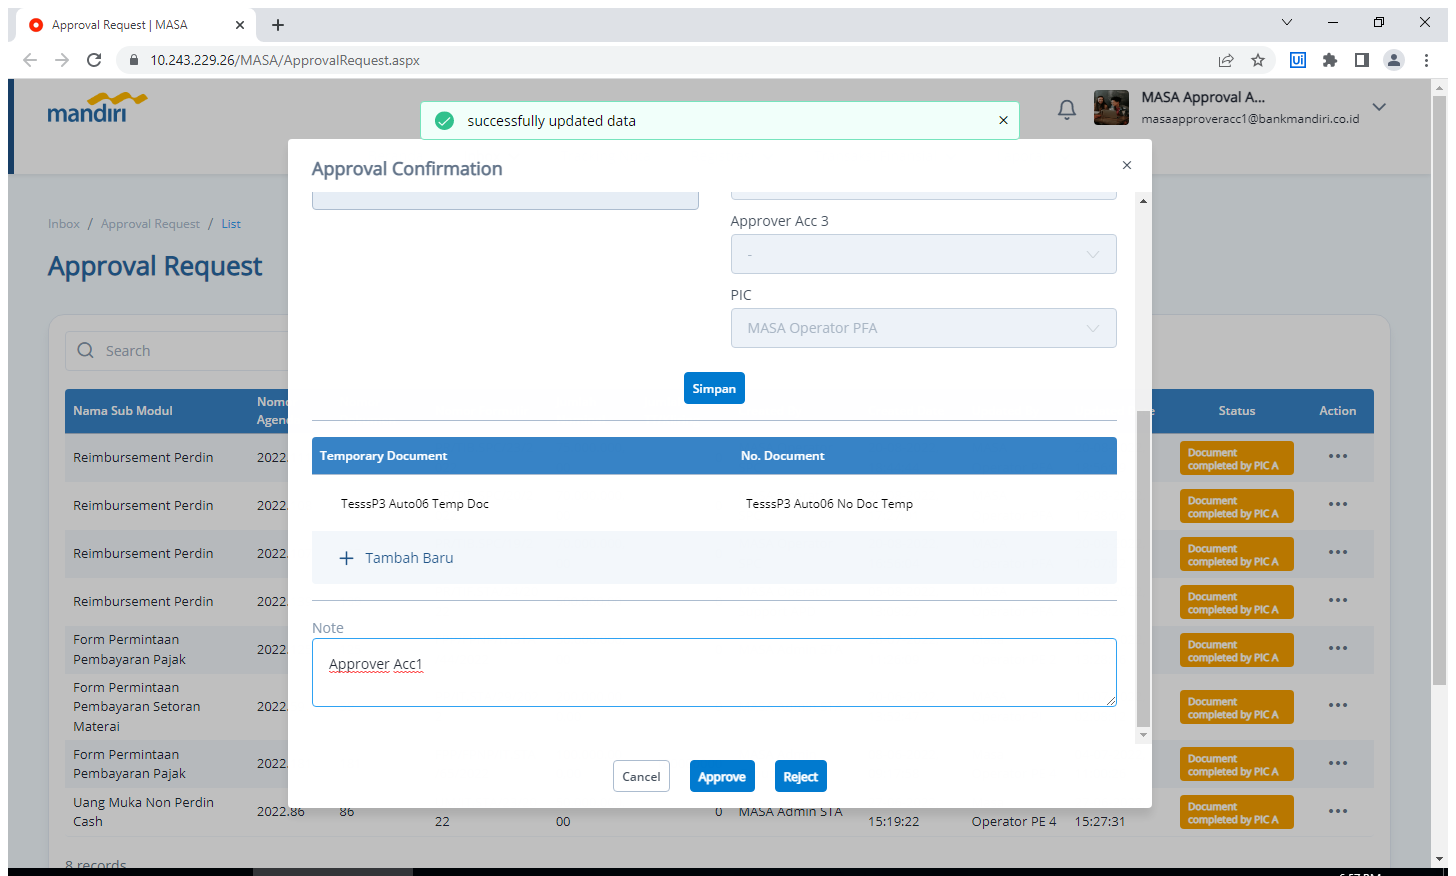 Approval Request | MASA
10.243.229.26/MASA/ApprovalRequest.aspx
Ui
mandiri
successfully updated data
MASA Approval A...
masaapproveracc1@bankmandiri.co.id
Inbox / Approval Request / List
Approval Request
Search
Nama Sub Modul
Status
Action
Reimbursement Perdin 2022. Document completed by PIC A
Reimbursement Perdin 2022. Document completed by PIC A
Reimbursement Perdin 2022. Document completed by PIC A
Reimbursement Perdin 2022. Document completed by PIC A
Form Permintaan Pembayaran Pajak 2022. Document completed by PIC A
Form Permintaan Pembayaran Setoran Materai 2022. Document completed by PIC A
Form Permintaan Pembayaran Pajak 2022. Document completed by PIC A
Uang Muka Non Perdin Cash 2022.86 86 22 00 0 MASA Admin STA 15:19:22 Operator PE 4 15:27:31 Document completed by PIC A
8 records
Approval Confirmation
Approver Acc 3
-
PIC
MASA Operator PFA
Simpan
Temporary Document No. Document
TesssP3 Auto06 Temp Doc TesssP3 Auto06 No Doc Temp
+ Tambah Baru
Note
Approver Acc1
Cancel Approve Reject